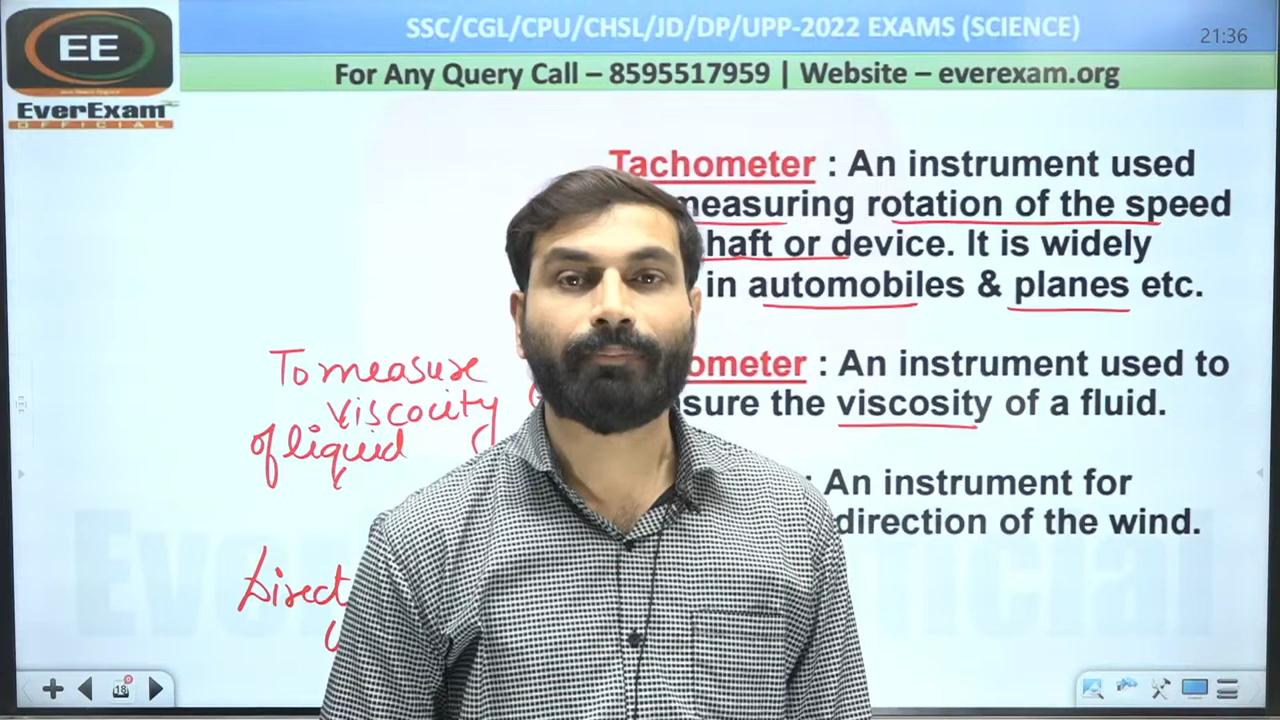 SSC/CGL/CPU/CHSL/JD/DP/UPP-2022 EXAMS (SCIENCE)
21:36
For Any Query Call – 8595517959 | Website – everexam.org
EE
EverExam
OFFICIAL
Tachometer : An instrument used
measuring rotation of the speed
haft or device. It is widely
in automobiles & planes etc.
ometer : An instrument used to
sure the viscosity of a fluid.
: An instrument for
direction of the wind.
To measure
viscocity
of liquid
Direct
18